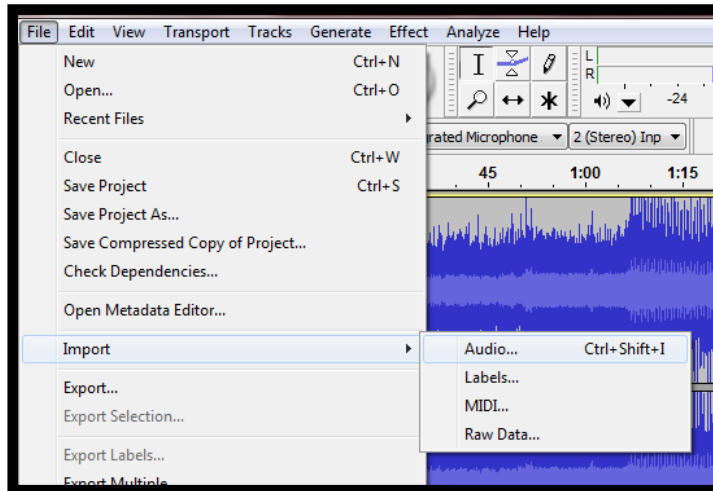 File Edit View Transport Tracks Generate Effect Analyze Help
New Ctrl+N
Open... Ctrl+O
Recent Files
Close Ctrl+W
Save Project Ctrl+S
Save Project As...
Save Compressed Copy of Project...
Check Dependencies...
Open Metadata Editor...
Import
Export...
Export Selection...
Export Labels...
Export Multiple
L
R
-24
rated Microphone 2 (Stereo) Inp
45 1:00 1:15
Audio... Ctrl+Shift+I
Labels...
MIDI...
Raw Data...